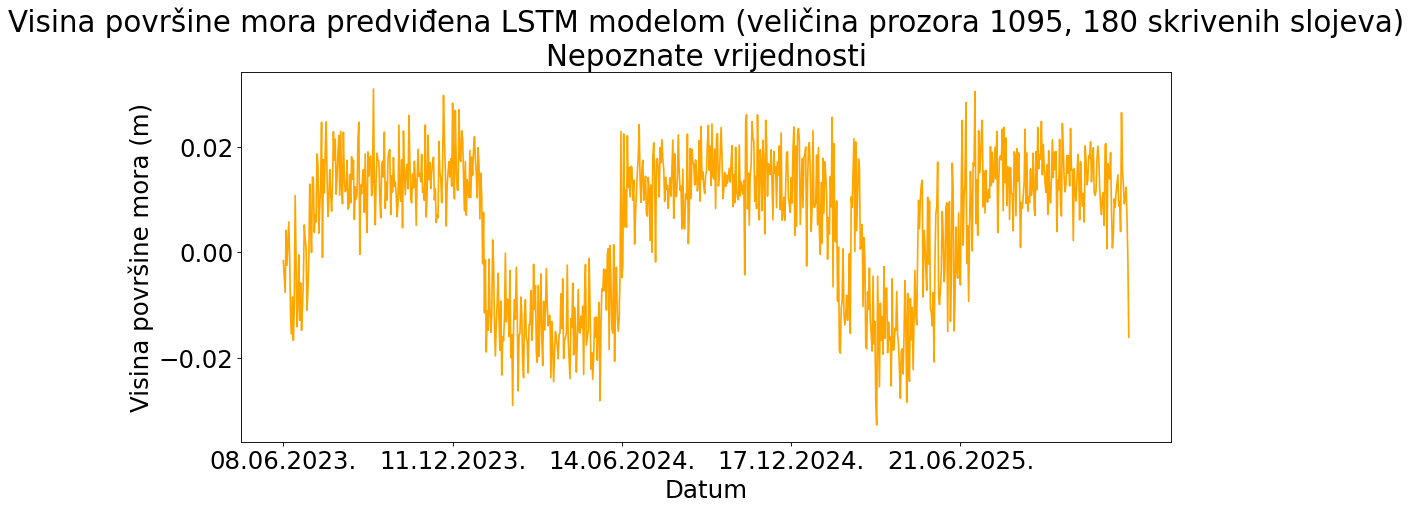 Visina površine mora predviđena LSTM modelom (veličina prozora 1095, 180 skrivenih slojeva)
Nepoznate vrijednosti
Visina površine mora (m)
0.02
0.00
−0.02
08.06.2023. 11.12.2023. 14.06.2024. 17.12.2024. 21.06.2025.
Datum